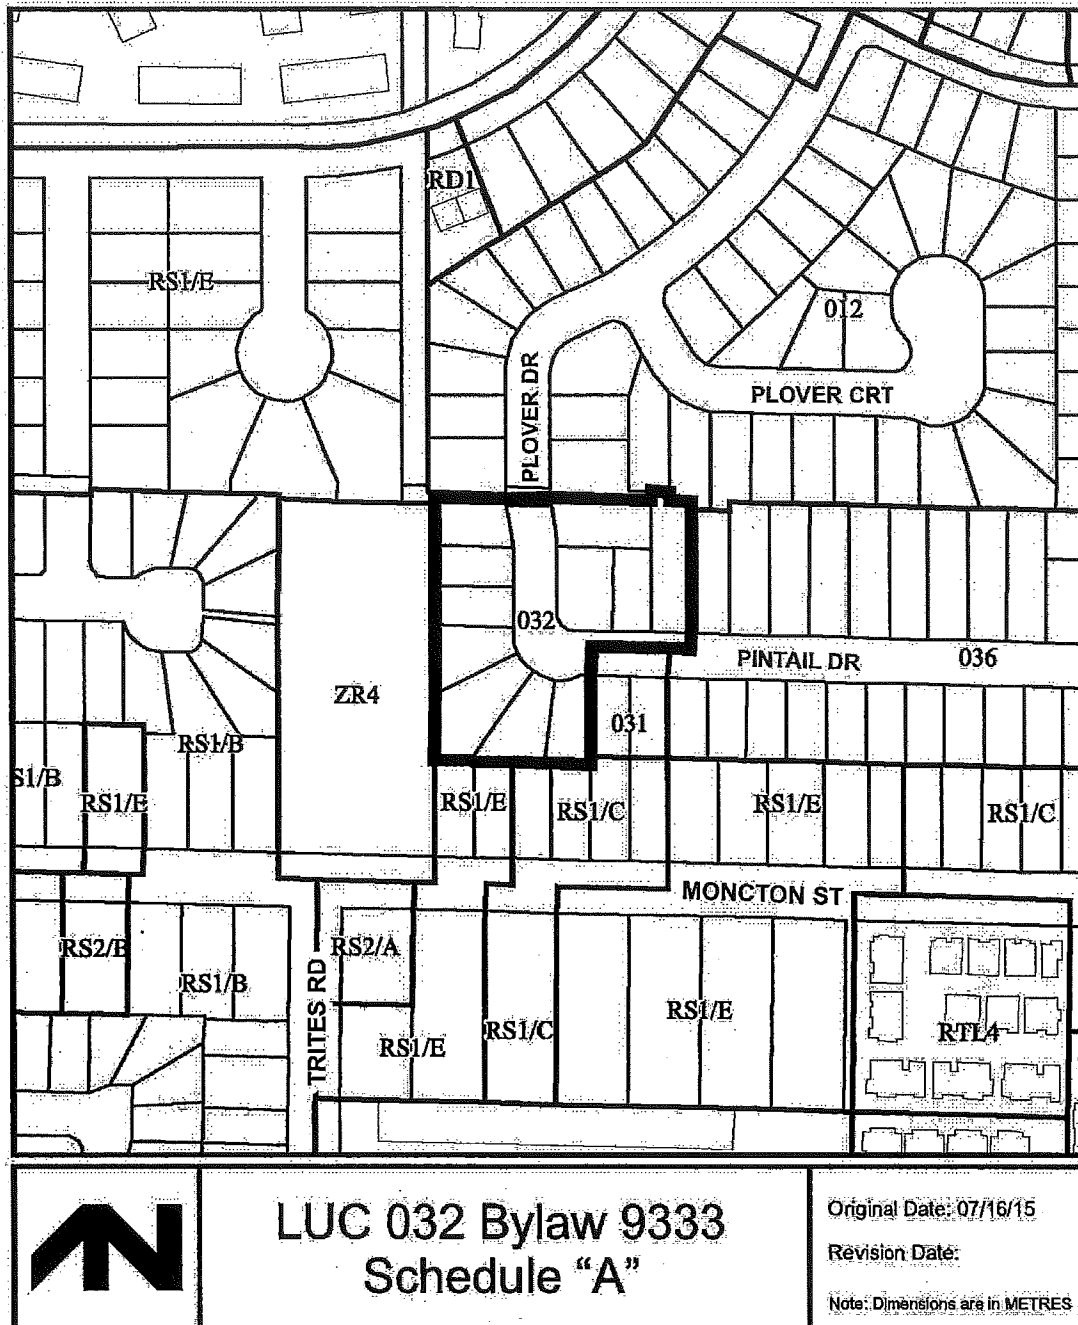 RD1
RS1/E
012
PLOVER DR
PLOVER CRT
032
PINTAIL DR
036
ZR4
031
RS1/B
S1/B
RS1/E
RS1/E
RS1/C
RS1/E
RS1/C
MONCTON ST
RS2/B
RS2/A
RS1/B
TRITES RD
RS1/E
RS1/C
RS1/E
RTL4
N
LUC 032 Bylaw 9333
Schedule “A”
Original Date: 07/16/15
Revision Date:
Note: Dimensions are in METRES